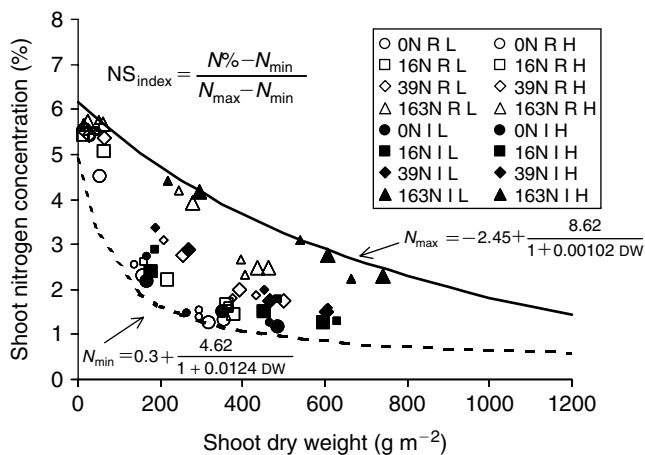 8
7
6
5
4
3
2
1
0
Shoot nitrogen concentration (%)
NS_index = (N%−N_min)/(N_max−N_min)
0N R L 0N R H
16N R L 16N R H
39N R L 39N R H
163N R L 163N R H
0N I L 0N I H
16N I L 16N I H
39N I L 39N I H
163N I L 163N I H
N_max = −2.45+ 8.62/(1+0.00102 DW)
N_min = 0.3+ 4.62/(1+0.0124 DW)
0 200 400 600 800 1000 1200
Shoot dry weight (g m⁻²)